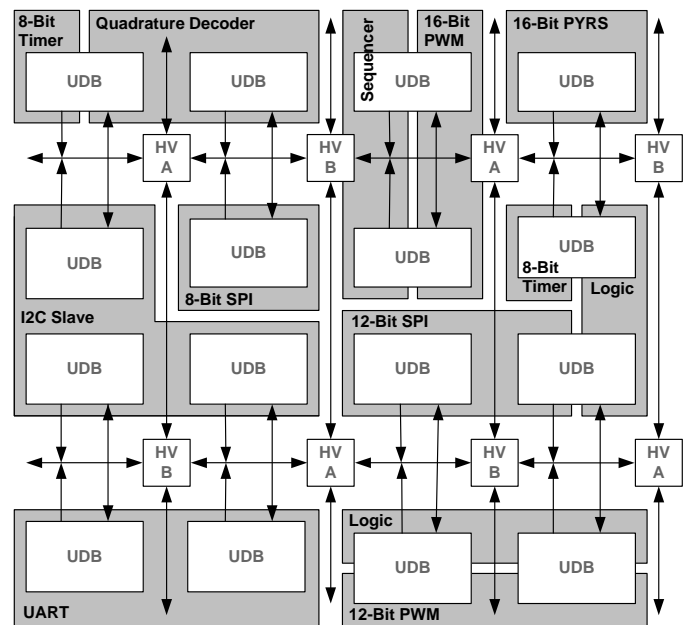 8-Bit
Timer
Quadrature Decoder
Sequencer
16-Bit
PWM
16-Bit PYRS
UDB
UDB
UDB
UDB
HV
A
HV
B
HV
A
HV
B
UDB
UDB
UDB
UDB
8-Bit
Timer
Logic
8-Bit SPI
I2C Slave
12-Bit SPI
UDB
UDB
UDB
UDB
HV
B
HV
A
HV
B
HV
A
Logic
UDB
UDB
UDB
UDB
UART
12-Bit PWM